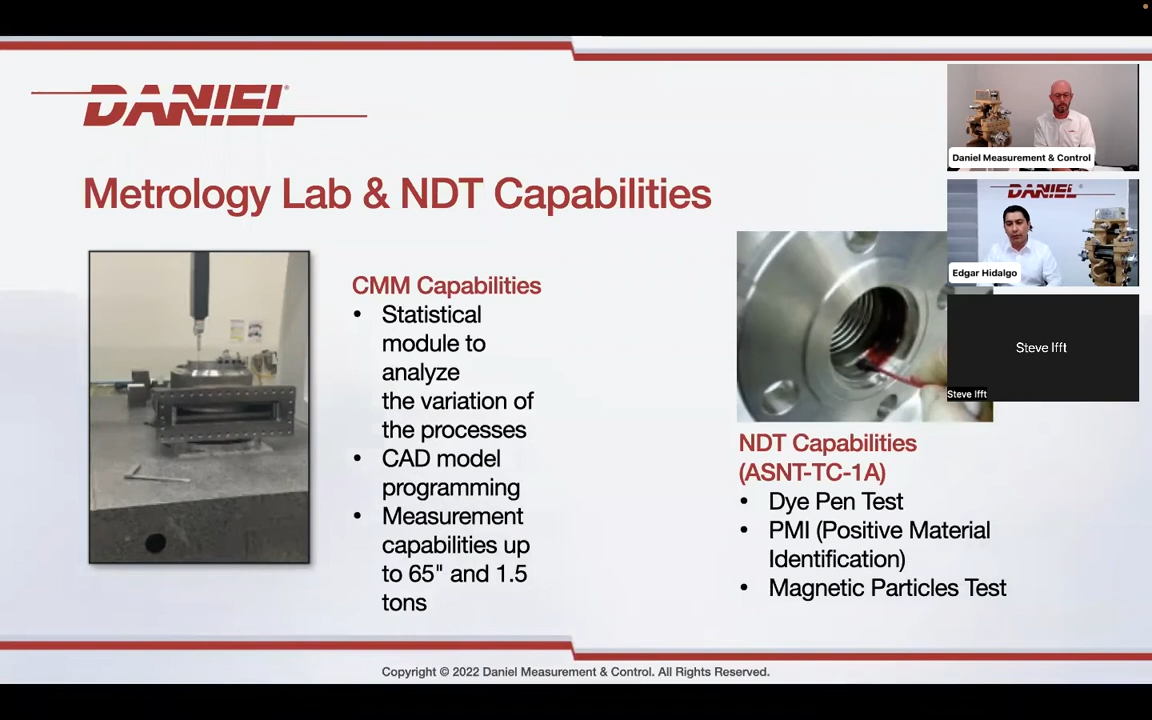 DANIEL®
Metrology Lab & NDT Capabilities
CMM Capabilities
• Statistical
module to
analyze
the variation of
the processes
• CAD model
programming
• Measurement
capabilities up
to 65" and 1.5
tons
NDT Capabilities
(ASNT-TC-1A)
• Dye Pen Test
• PMI (Positive Material
Identification)
• Magnetic Particles Test
Daniel Measurement & Control
DANIEL
Edgar Hidalgo
Steve Ifft
Steve Ifft
Copyright © 2022 Daniel Measurement & Control. All Rights Reserved.